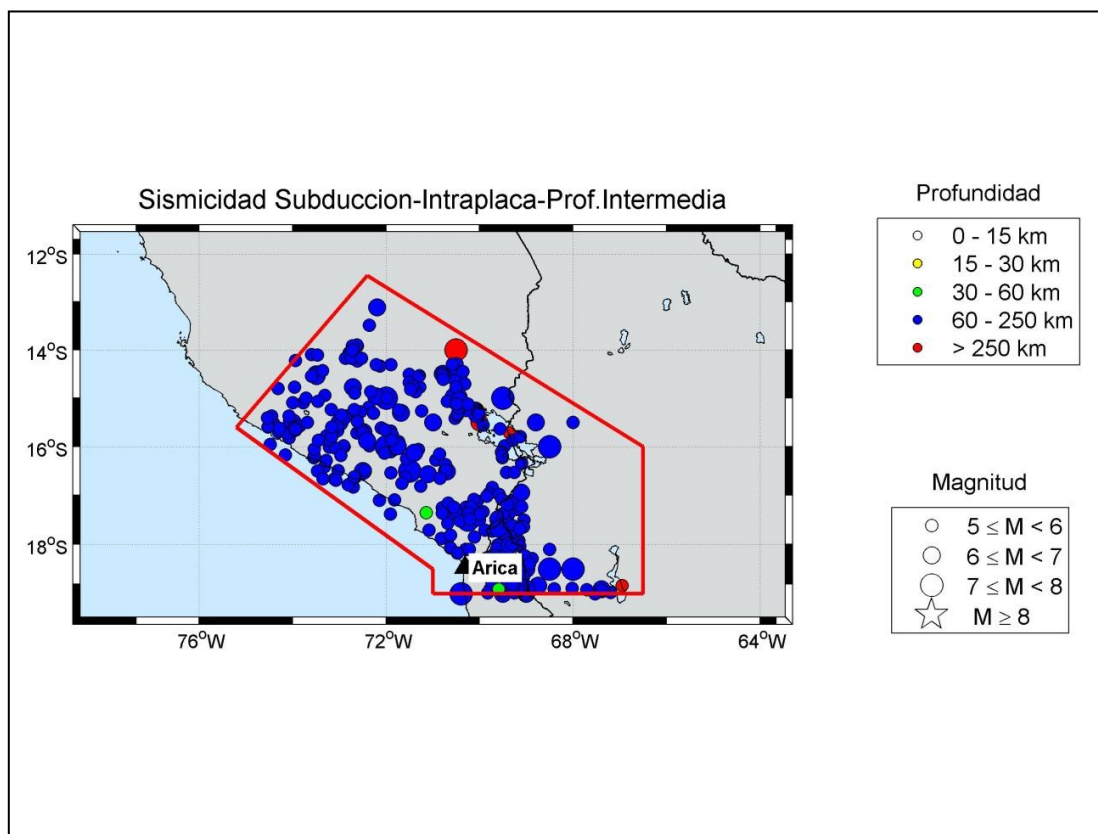 Sismicidad Subduccion-Intraplaca-Prof.Intermedia
12°S
14°S
16°S
18°S
76°W
72°W
68°W
64°W
Arica
Profundidad
0 - 15 km
15 - 30 km
30 - 60 km
60 - 250 km
> 250 km
Magnitud
5 ≤ M < 6
6 ≤ M < 7
7 ≤ M < 8
M ≥ 8